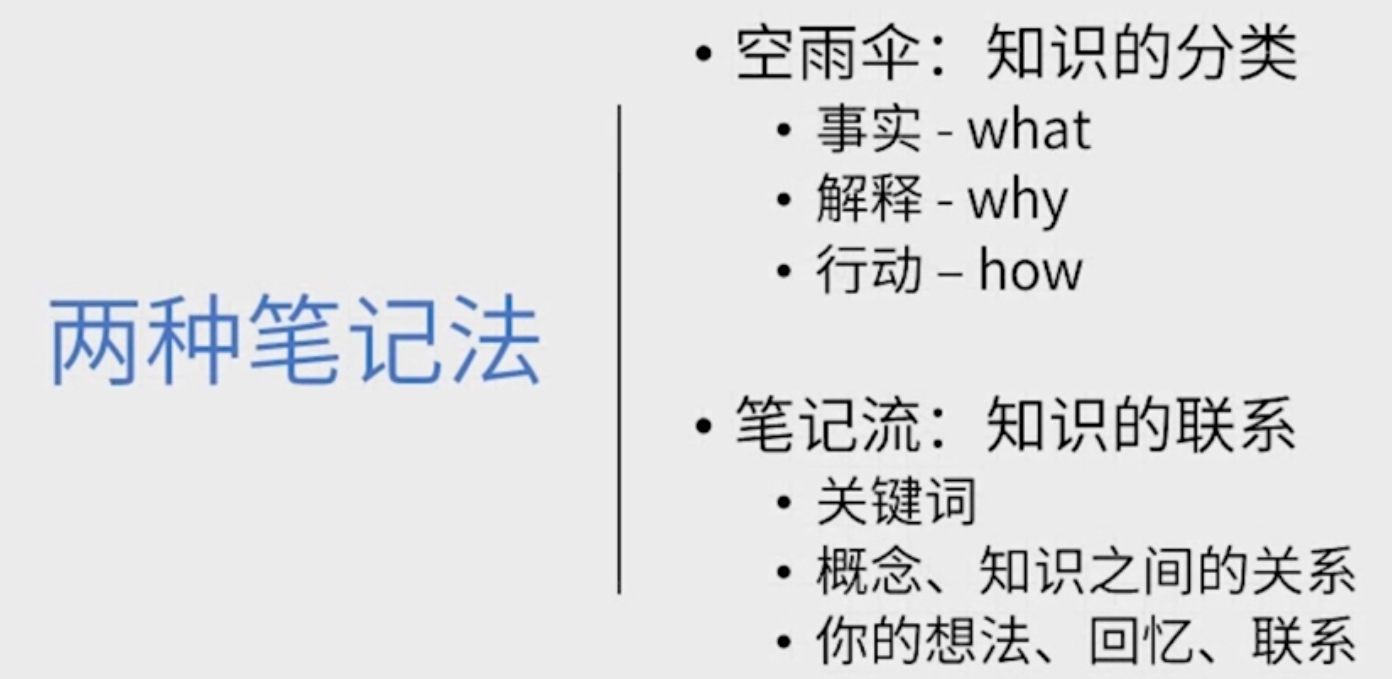 两种笔记法
• 空雨伞：知识的分类
• 事实 - what
• 解释 - why
• 行动 – how
• 笔记流：知识的联系
• 关键词
• 概念、知识之间的关系
• 你的想法、回忆、联系